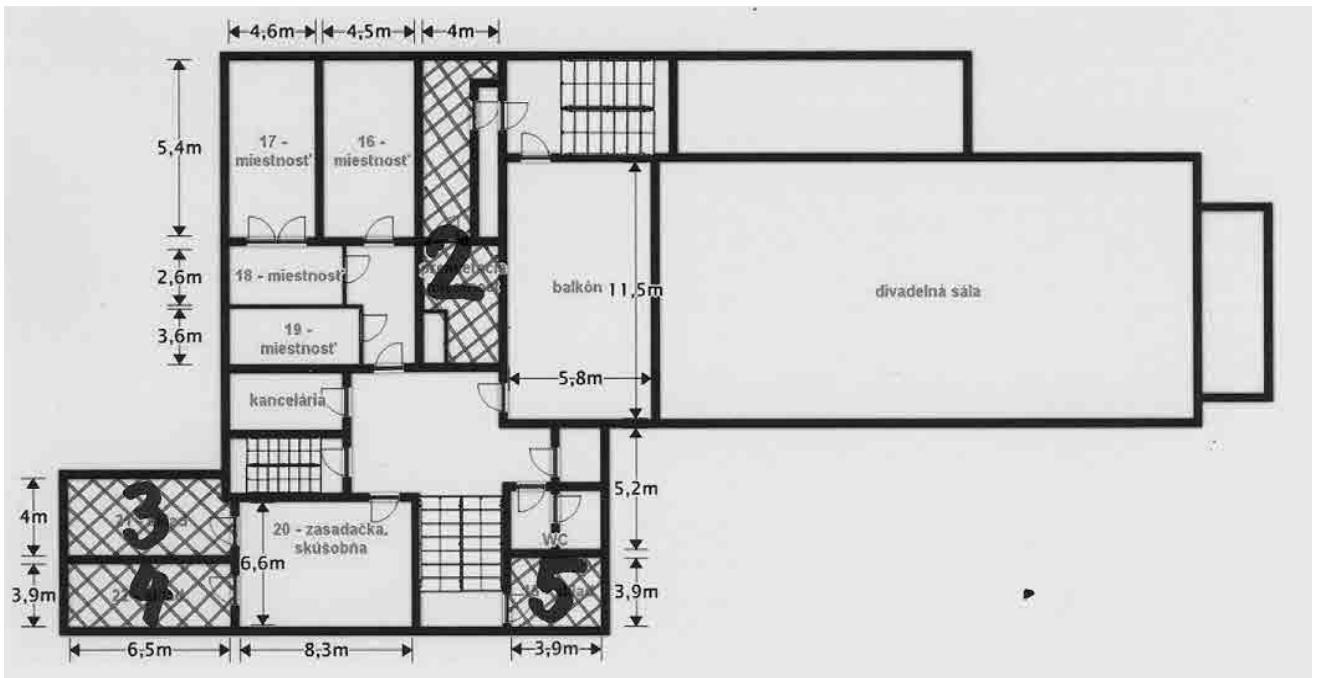 4,6m
4,5m
4m
5,4m
17 -
miestnosť
16 -
miestnosť
2,6m
18 - miestnosť
2
balkón
11,5m
divadelná sála
3,6m
19 -
miestnosť
5,8m
kancelária
4m
3
20 - zasadačka,
skúšobňa
5,2m
WC
6,6m
3,9m
4
5
3,9m
6,5m
8,3m
3,9m